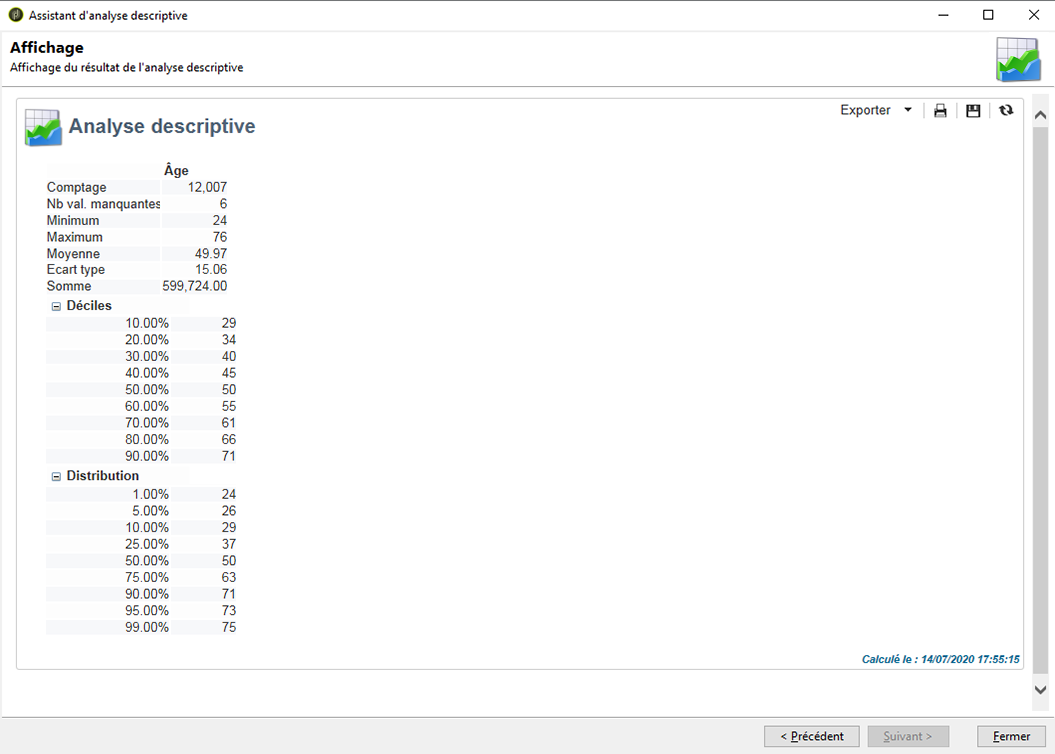 Assistant d'analyse descriptive
Affichage
Affichage du résultat de l'analyse descriptive
Exporter
Analyse descriptive
Âge
Comptage 12,007
Nb val. manquantes 6
Minimum 24
Maximum 76
Moyenne 49.97
Ecart type 15.06
Somme 599,724.00
Déciles
10.00% 29
20.00% 34
30.00% 40
40.00% 45
50.00% 50
60.00% 55
70.00% 61
80.00% 66
90.00% 71
Distribution
1.00% 24
5.00% 26
10.00% 29
25.00% 37
50.00% 50
75.00% 63
90.00% 71
95.00% 73
99.00% 75
Calculé le : 14/07/2020 17:55:15
< Précédent Suivant > Fermer